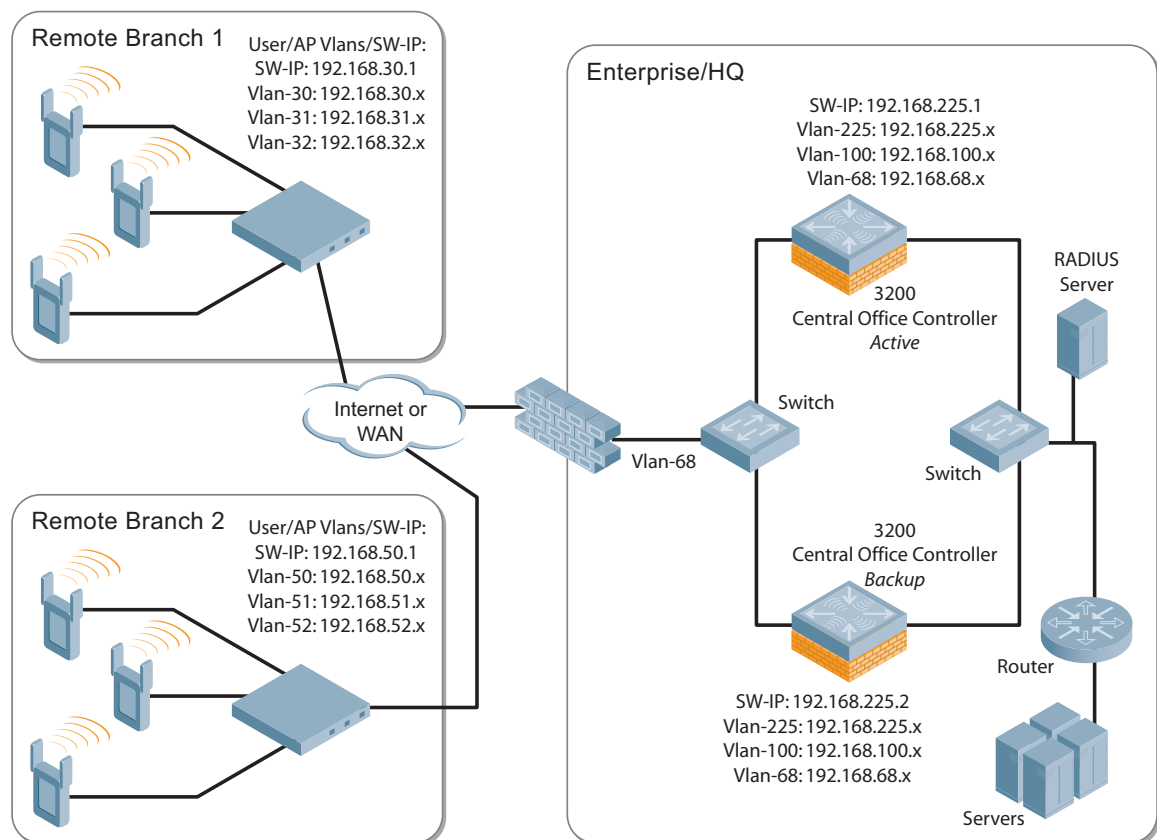 Remote Branch 1
User/AP Vlans/SW-IP:
SW-IP: 192.168.30.1
Vlan-30: 192.168.30.x
Vlan-31: 192.168.31.x
Vlan-32: 192.168.32.x
Internet or
WAN
Remote Branch 2
User/AP Vlans/SW-IP:
SW-IP: 192.168.50.1
Vlan-50: 192.168.50.x
Vlan-51: 192.168.51.x
Vlan-52: 192.168.52.x
Enterprise/HQ
SW-IP: 192.168.225.1
Vlan-225: 192.168.225.x
Vlan-100: 192.168.100.x
Vlan-68: 192.168.68.x
3200
Central Office Controller
Active
RADIUS
Server
Switch
Vlan-68
Switch
3200
Central Office Controller
Backup
SW-IP: 192.168.225.2
Vlan-225: 192.168.225.x
Vlan-100: 192.168.100.x
Vlan-68: 192.168.68.x
Router
Servers